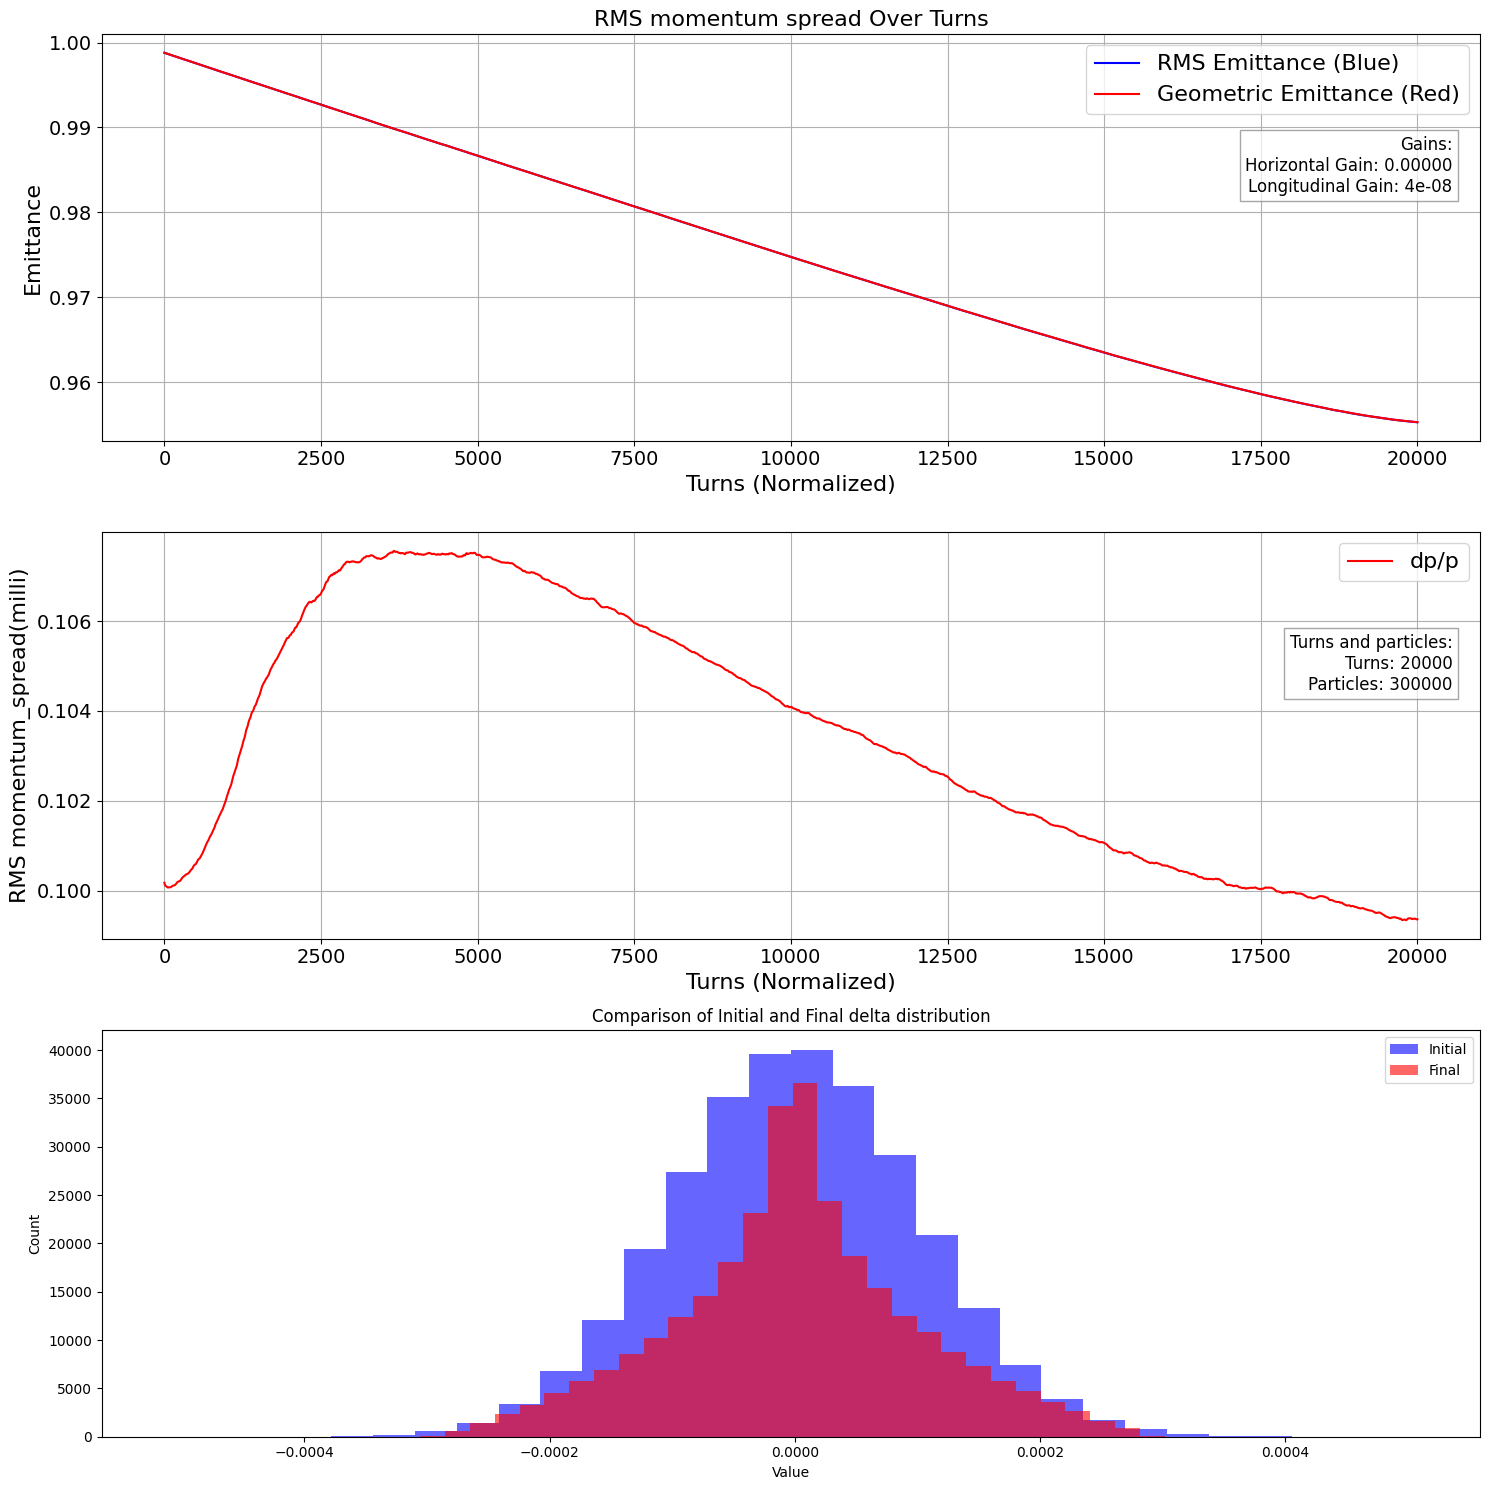 RMS momentum spread Over Turns
1.00
0.99
0.98
0.97
0.96
Emittance
RMS Emittance (Blue)
Geometric Emittance (Red)
Gains:
Horizontal Gain: 0.00000
Longitudinal Gain: 4e-08
0 2500 5000 7500 10000 12500 15000 17500 20000
Turns (Normalized)
0.106
0.104
0.102
0.100
RMS momentum_spread(milli)
dp/p
Turns and particles:
Turns: 20000
Particles: 300000
0 2500 5000 7500 10000 12500 15000 17500 20000
Turns (Normalized)
Comparison of Initial and Final delta distribution
40000
35000
30000
25000
20000
15000
10000
5000
0
Count
Initial
Final
−0.0004 −0.0002 0.0000 0.0002 0.0004
Value